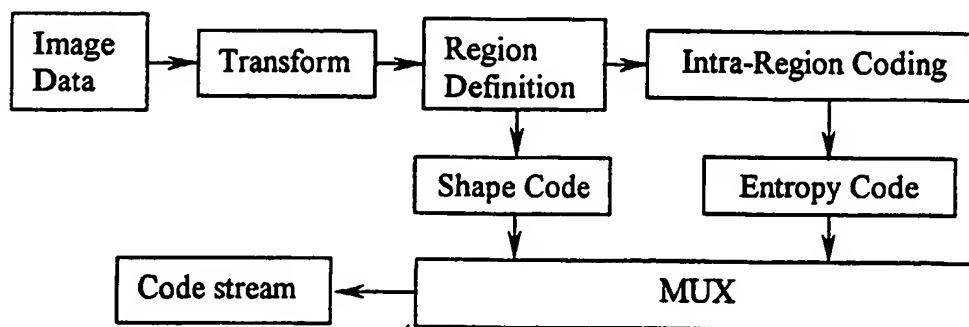 Image
Data
Transform
Region
Definition
Intra-Region Coding
Shape Code
Entropy Code
Code stream
MUX